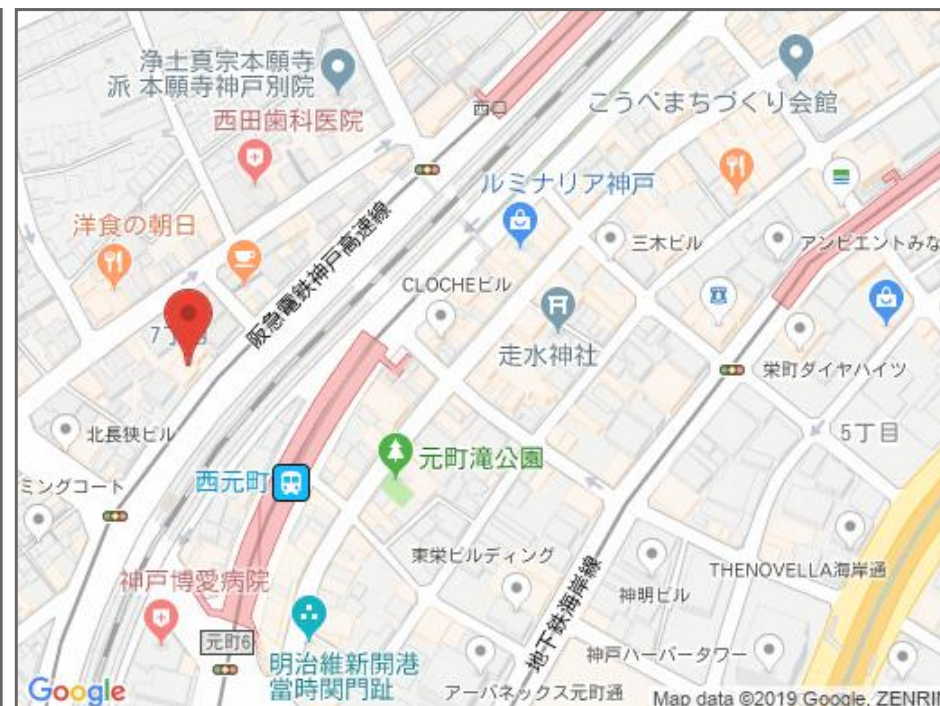 浄土真宗本願寺
派 本願寺神戸別院
西口
こうべまちづくり会館
西田歯科医院
ルミナリア神戸
洋食の朝日
三木ビル
アンビエントみな
阪急電鉄神戸高速線
CLOCHEビル
走水神社
栄町ダイヤハイツ
北長狭ビル
5丁目
元町滝公園
西元町
ミングコート
東栄ビルディング
THENOVELLA海岸通
神戸博愛病院
神明ビル
地下鉄海岸線
元町6
明治維新開港
當時関門趾
神戸ハーバータワー
アーバネックス元町通
Google
Map data ©2019 Google, ZENRI